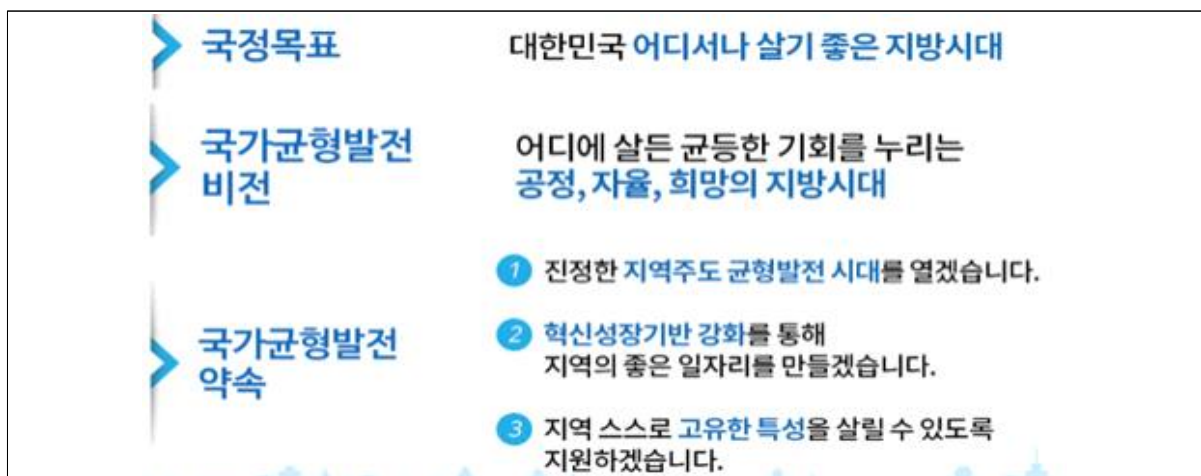 국정목표
대한민국 어디서나 살기 좋은 지방시대
국가균형발전
비전
어디에 살든 균등한 기회를 누리는
공정, 자율, 희망의 지방시대
국가균형발전
약속
1 진정한 지역주도 균형발전 시대를 열겠습니다.
2 혁신성장기반 강화를 통해
지역의 좋은 일자리를 만들겠습니다.
3 지역 스스로 고유한 특성을 살릴 수 있도록
지원하겠습니다.